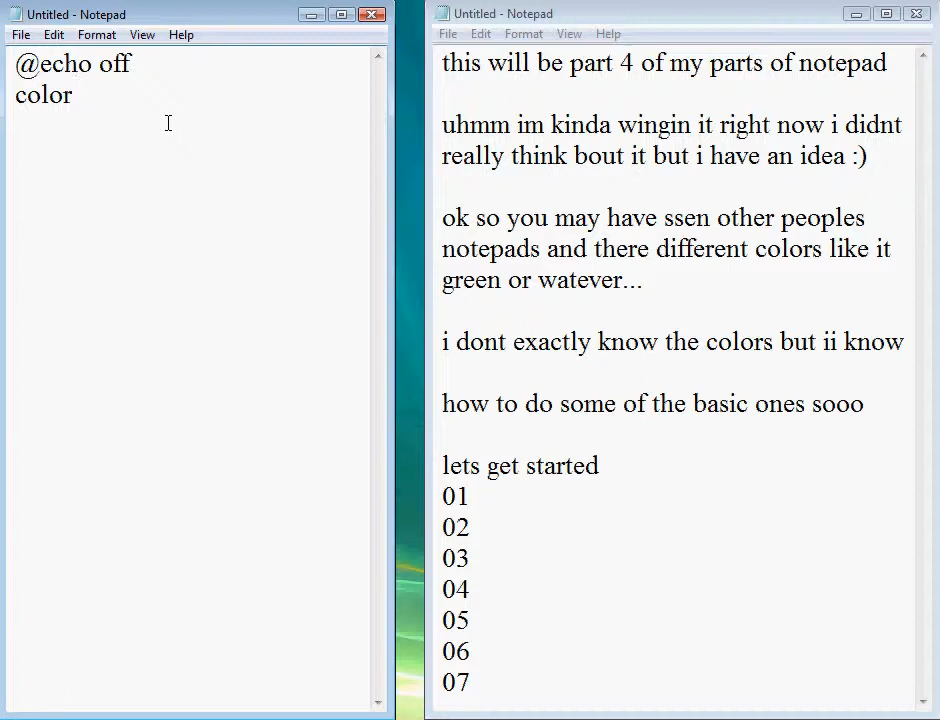 Untitled - Notepad
File Edit Format View Help
@echo off
color
Untitled - Notepad
File Edit Format View Help
this will be part 4 of my parts of notepad
uhmm im kinda wingin it right now i didnt
really think bout it but i have an idea :)
ok so you may have ssen other peoples
notepads and there different colors like it
green or watever...
i dont exactly know the colors but ii know
how to do some of the basic ones sooo
lets get started
01
02
03
04
05
06
07